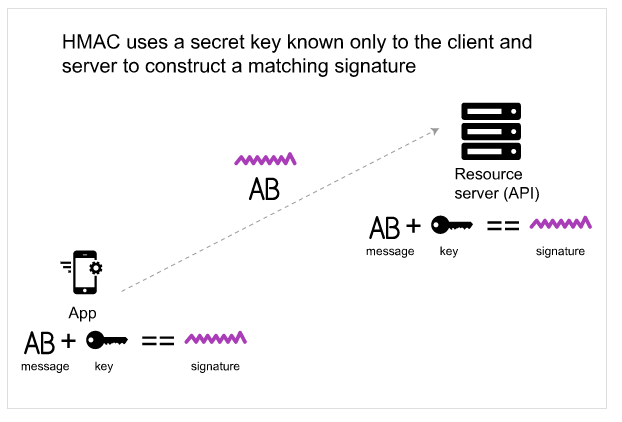 HMAC uses a secret key known only to the client and
server to construct a matching signature
AB
Resource
server (API)
AB + ==
message key signature
App
AB + ==
message key signature